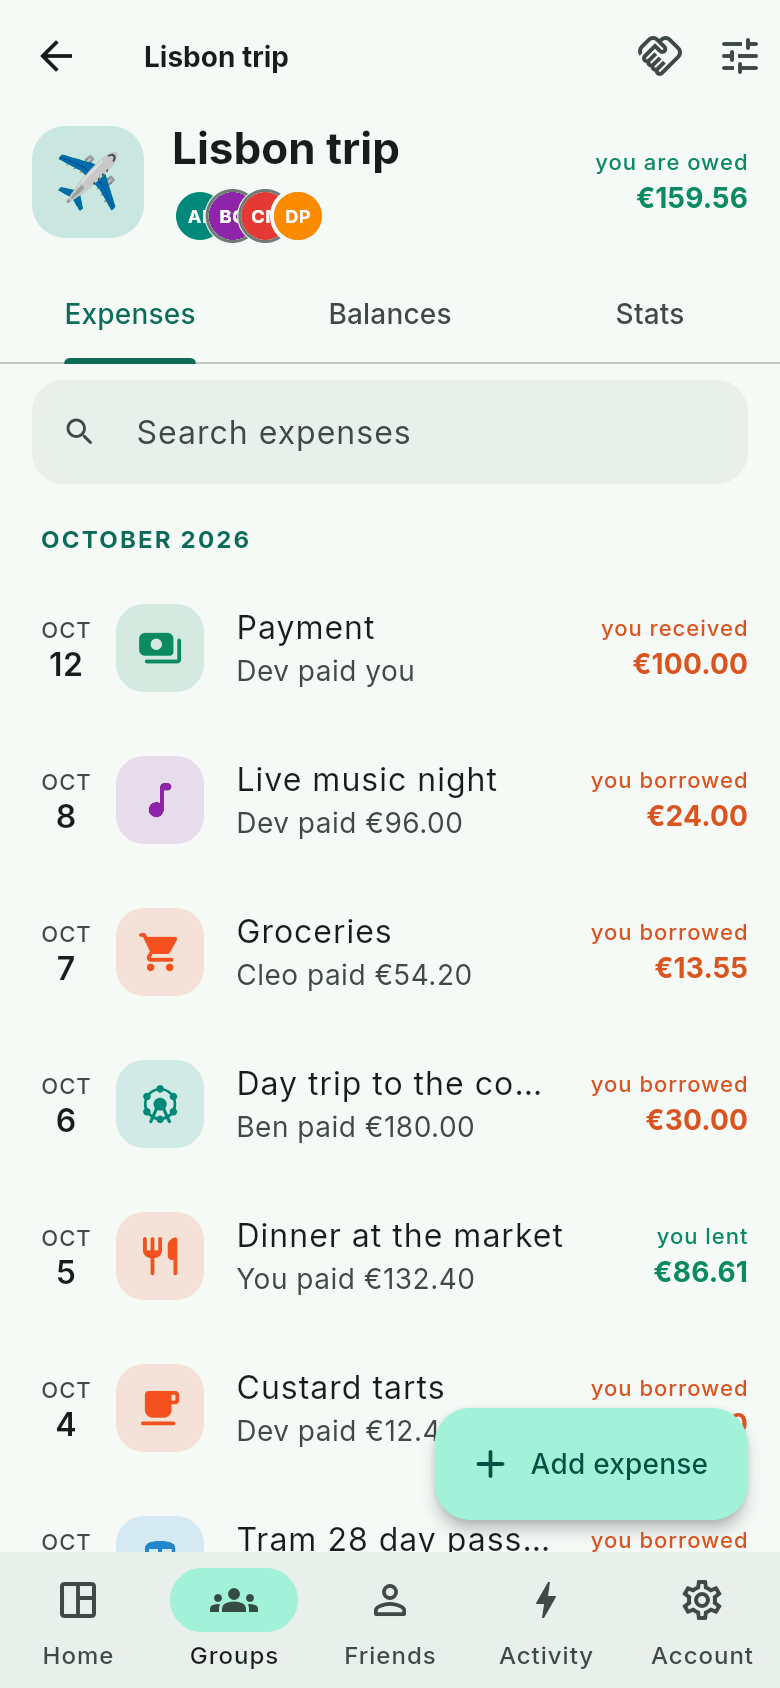 Lisbon trip
Lisbon trip
you are owed
€159.56
DP
Expenses
Balances
Stats
Search expenses
OCTOBER 2026
OCT
12
Payment
Dev paid you
you received
€100.00
OCT
8
Live music night
Dev paid €96.00
you borrowed
€24.00
OCT
7
Groceries
Cleo paid €54.20
you borrowed
€13.55
OCT
6
Day trip to the co...
Ben paid €180.00
you borrowed
€30.00
OCT
5
Dinner at the market
You paid €132.40
you lent
€86.61
OCT
4
Custard tarts
Dev paid
you borrowed
Add expense
OCT
Tram 28 day pass...
you borrowed
Home
Groups
Friends
Activity
Account